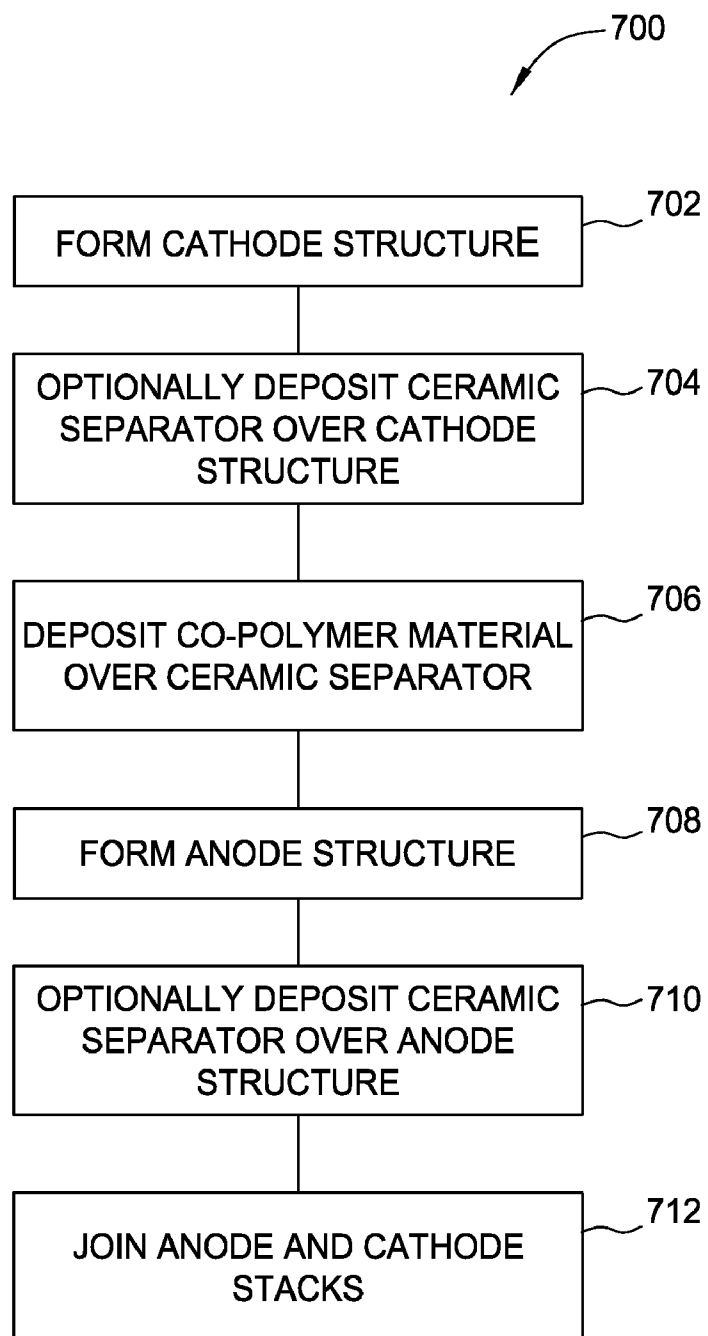 700
FORM CATHODE STRUCTURE
702
OPTIONALLY DEPOSIT CERAMIC
SEPARATOR OVER CATHODE
STRUCTURE
704
DEPOSIT CO-POLYMER MATERIAL
OVER CERAMIC SEPARATOR
706
FORM ANODE STRUCTURE
708
OPTIONALLY DEPOSIT CERAMIC
SEPARATOR OVER ANODE
STRUCTURE
710
JOIN ANODE AND CATHODE
STACKS
712